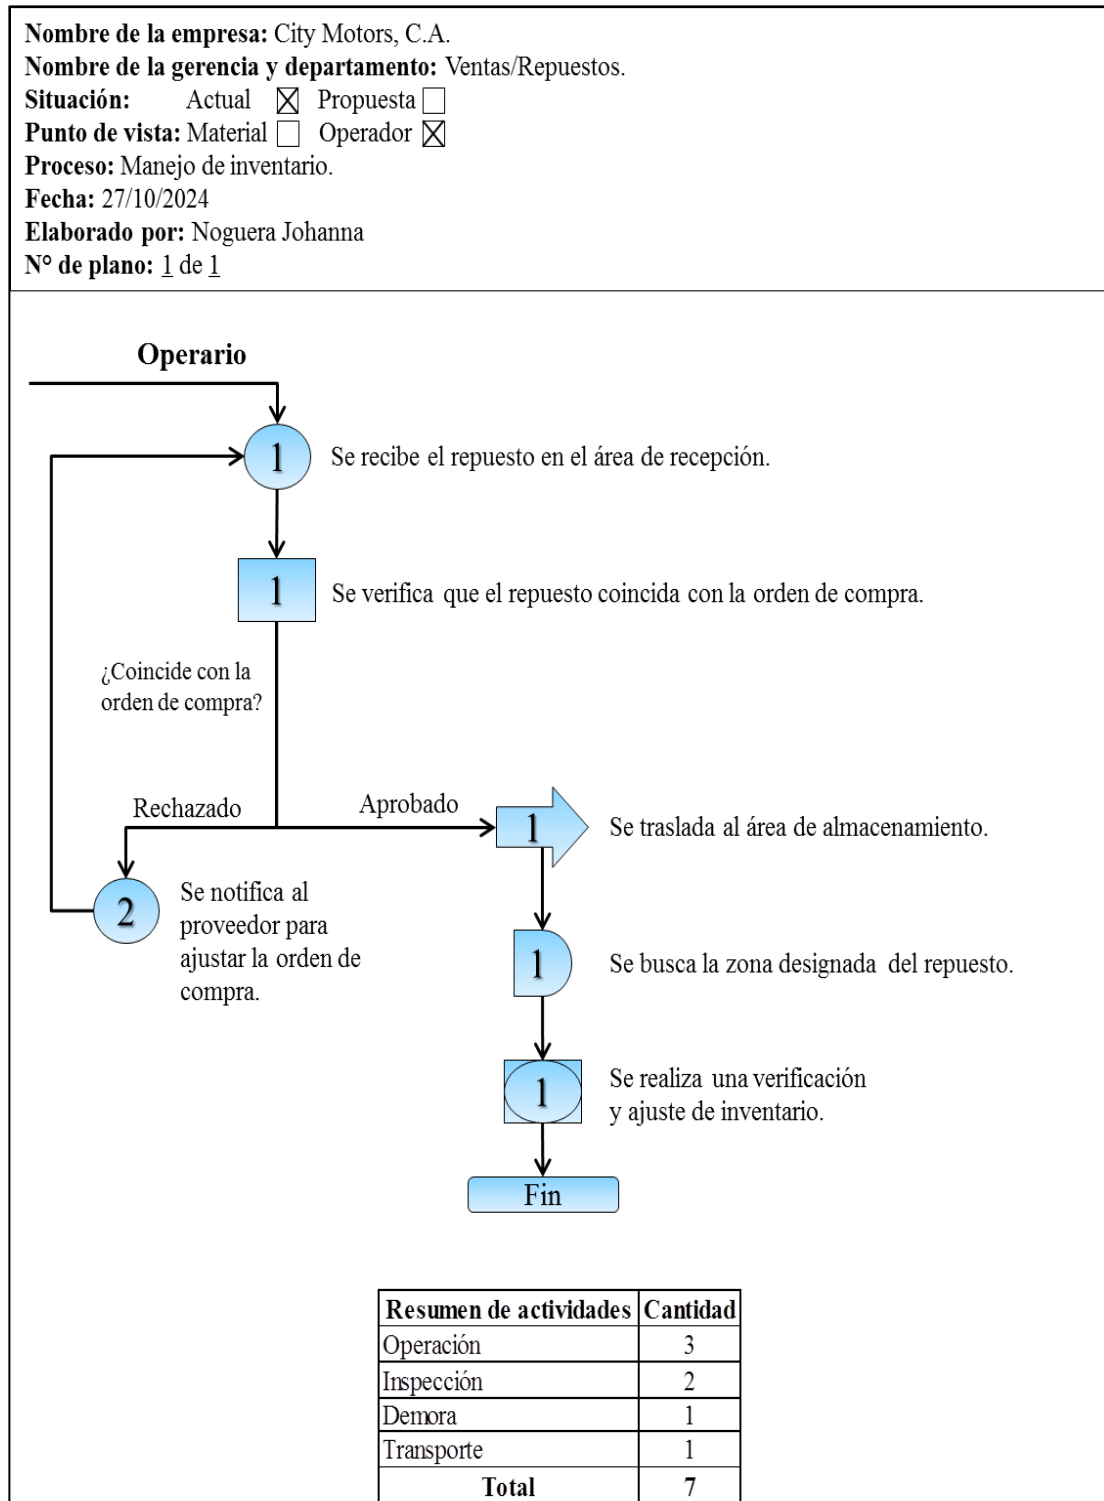 Nombre de la empresa: City Motors, C.A.
Nombre de la gerencia y departamento: Ventas/Repuestos.
Situación: Actual Propuesta
Punto de vista: Material Operador
Proceso: Manejo de inventario.
Fecha: 27/10/2024
Elaborado por: Noguera Johanna
N° de plano: 1 de 1
Operario
1
Se recibe el repuesto en el área de recepción.
1
Se verifica que el repuesto coincida con la orden de compra.
¿Coincide con la
orden de compra?
Rechazado
Aprobado
1
Se traslada al área de almacenamiento.
2
Se notifica al
proveedor para
ajustar la orden de
compra.
1
Se busca la zona designada del repuesto.
1
Se realiza una verificación
y ajuste de inventario.
Fin
Resumen de actividades Cantidad
Operación 3
Inspección 2
Demora 1
Transporte 1
Total 7